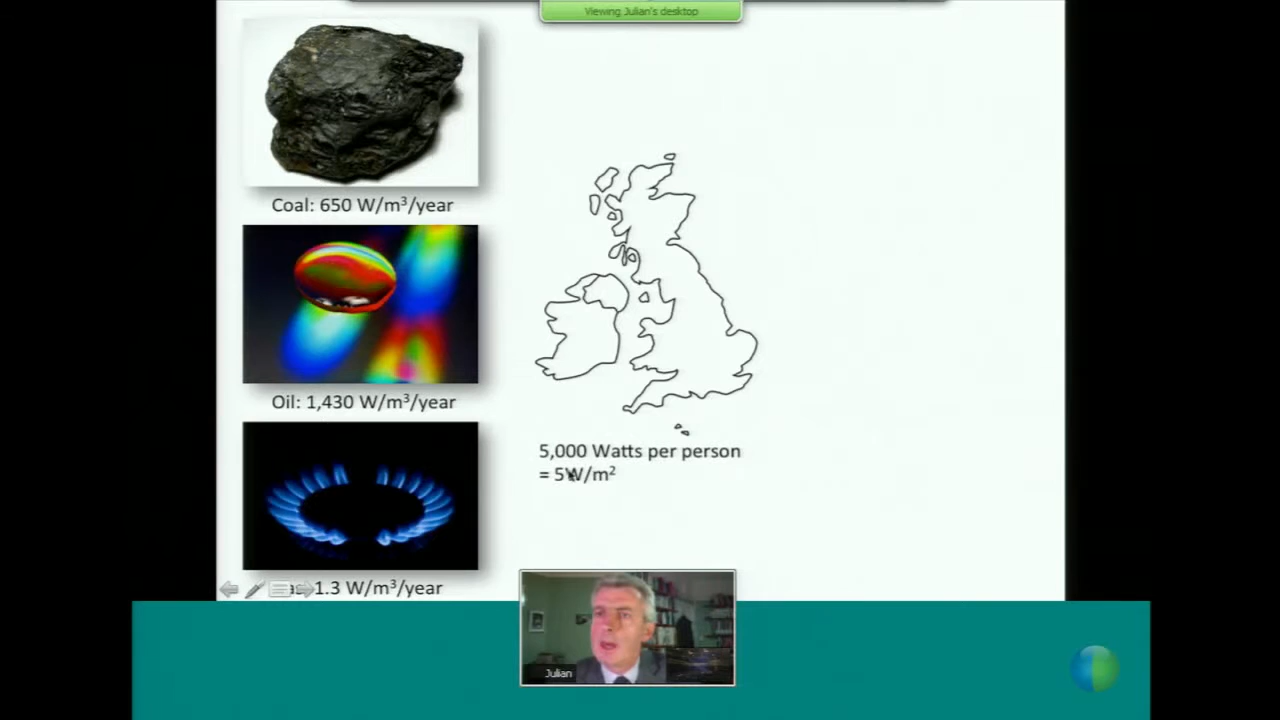 Viewing Julian's desktop
Coal: 650 W/m³/year
Oil: 1,430 W/m³/year
1.3 W/m³/year
5,000 Watts per person
= 5W/m²
Julian